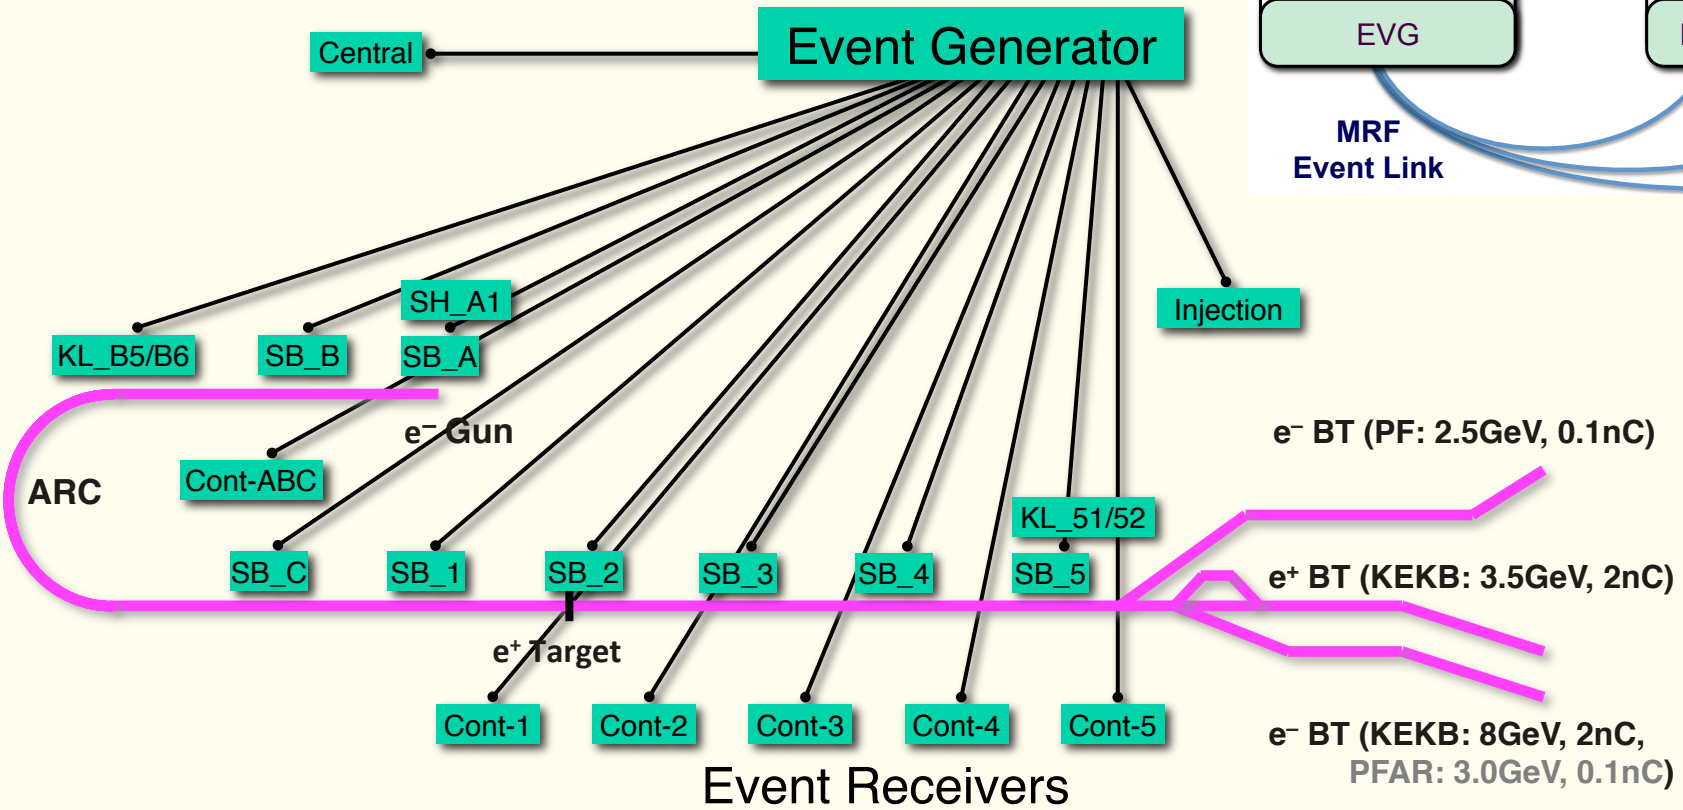 Event Generator
Central
EVG
MRF
Event Link
SH_A1
Injection
KL_B5/B6
SB_B
SB_A
e– Gun
e– BT (PF: 2.5GeV, 0.1nC)
Cont-ABC
ARC
KL_51/52
SB_C
SB_1
SB_2
SB_3
SB_4
SB_5
e+ BT (KEKB: 3.5GeV, 2nC)
e+ Target
Cont-1
Cont-2
Cont-3
Cont-4
Cont-5
e– BT (KEKB: 8GeV, 2nC,
PFAR: 3.0GeV, 0.1nC)
Event Receivers